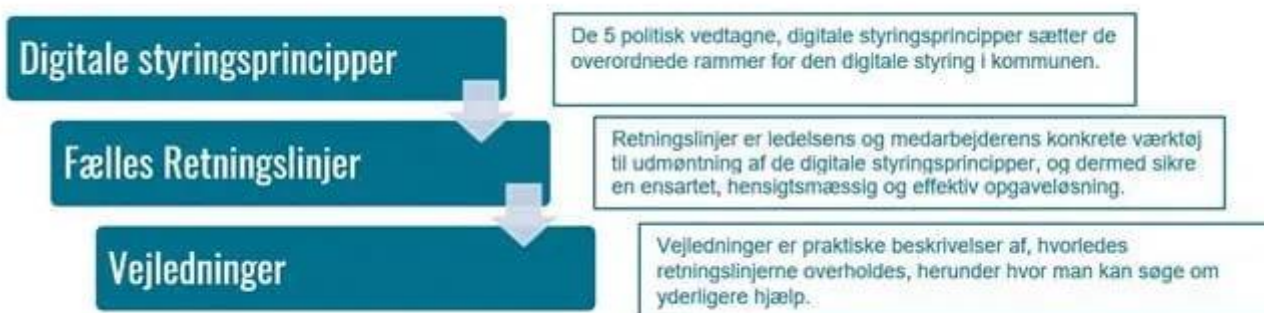 Digitale styringsprincipper
De 5 politisk vedtagne, digitale styringsprincipper sætter de
overordnede rammer for den digitale styring i kommunen.
Fælles Retningslinjer
Retningslinjer er ledelsens og medarbejderens konkrete værktøj
til udmøntning af de digitale styringsprincipper, og dermed sikre
en ensartet, hensigtsmæssig og effektiv opgaveløsning.
Vejledninger
Vejledninger er praktiske beskrivelser af, hvorledes
retningslinjerne overholdes, herunder hvor man kan søge om
yderligere hjælp.